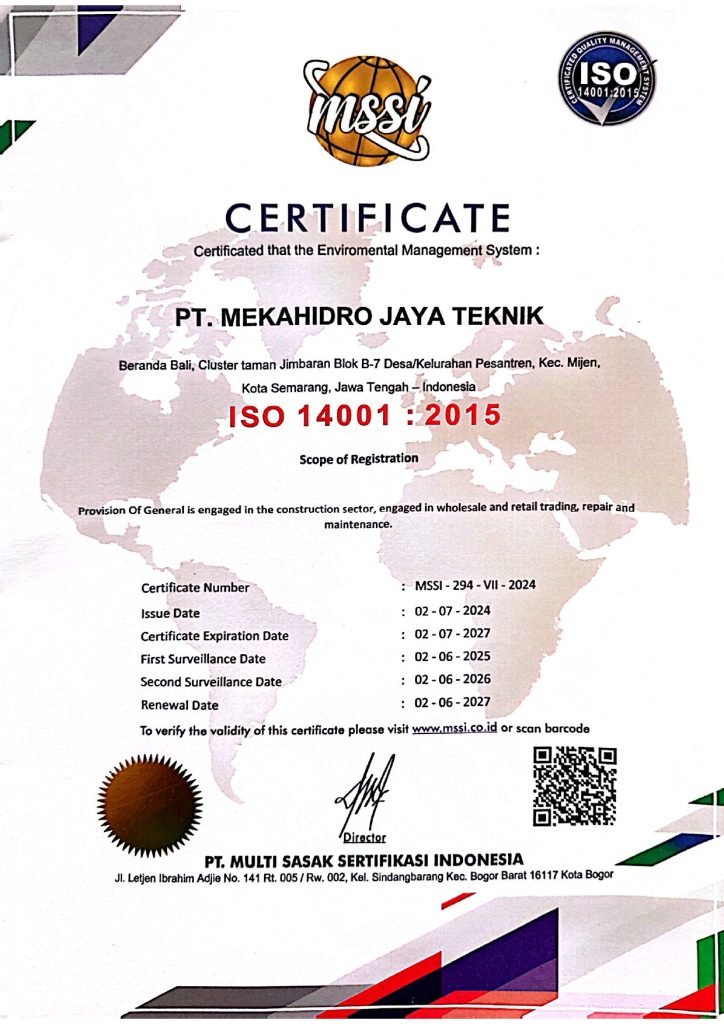 mssi
CERTIFICATED QUALITY MANAGEMENT SYSTEM
ISO
14001:2015
CERTIFICATE
Certificated that the Enviromental Management System :
PT. MEKAHIDRO JAYA TEKNIK
Beranda Bali, Cluster taman Jimbaran Blok B-7 Desa/Kelurahan Pesantren, Kec. Mijen,
Kota Semarang, Jawa Tengah – Indonesia
ISO 14001 : 2015
Scope of Registration
Provision Of General is engaged in the construction sector, engaged in wholesale and retail trading, repair and
maintenance.
Certificate Number : MSSI - 294 - VII - 2024
Issue Date : 02 - 07 - 2024
Certificate Expiration Date : 02 - 07 - 2027
First Surveillance Date : 02 - 06 - 2025
Second Surveillance Date : 02 - 06 - 2026
Renewal Date : 02 - 06 - 2027
To verify the validity of this certificate please visit www.mssi.co.id or scan barcode
Director
PT. MULTI SASAK SERTIFIKASI INDONESIA
Jl. Letjen Ibrahim Adjie No. 141 Rt. 005 / Rw. 002, Kel. Sindangbarang Kec. Bogor Barat 16117 Kota Bogor